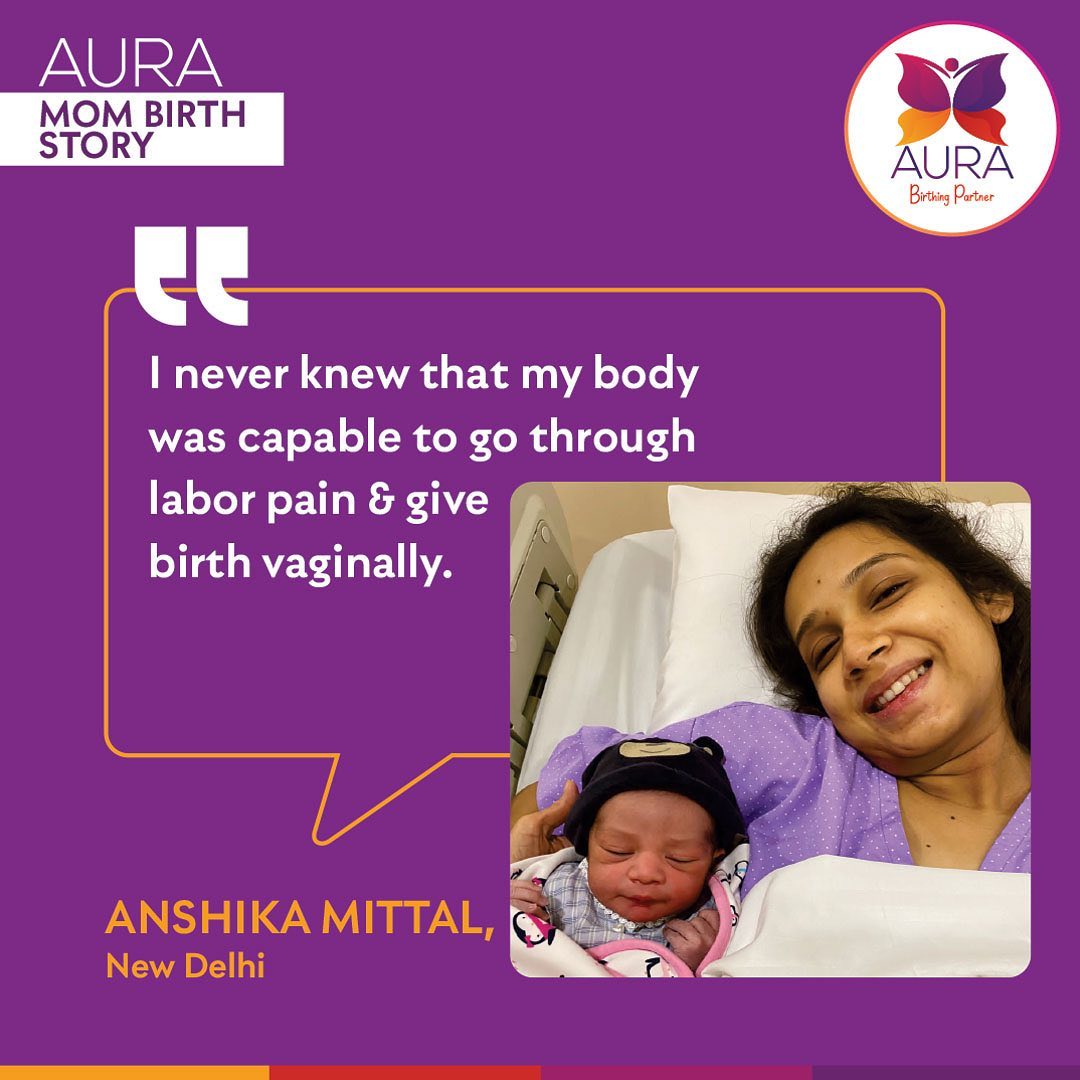 AURA
MOM BIRTH
STORY
AURA
Birthing Partner
I never knew that my body
was capable to go through
labor pain & give
birth vaginally.
ANSHIKA MITTAL,
New Delhi